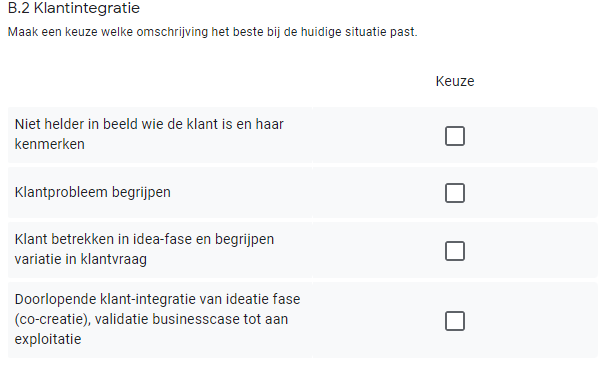 B.2 Klantintegratie
Maak een keuze welke omschrijving het beste bij de huidige situatie past.
Keuze
Niet helder in beeld wie de klant is en haar
kenmerken
Klantprobleem begrijpen
Klant betrekken in idea-fase en begrijpen
variatie in klantvraag
Doorlopende klant-integratie van ideatie fase
(co-creatie), validatie businesscase tot aan
exploitatie